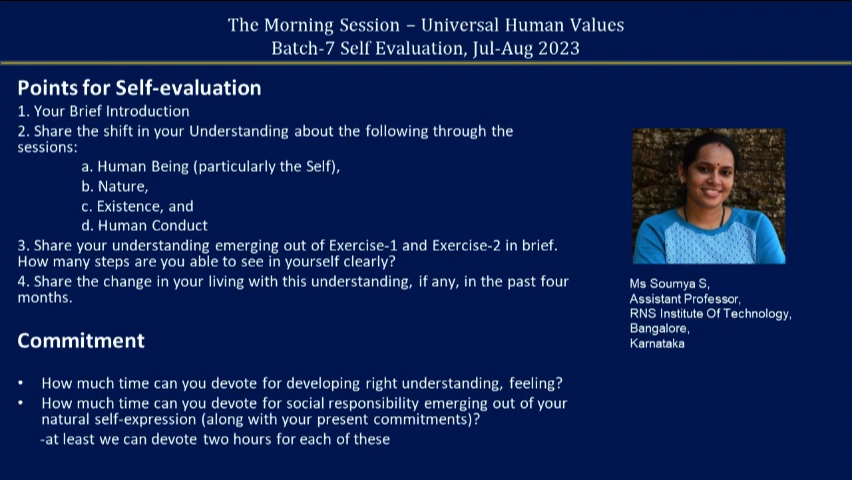 The Morning Session – Universal Human Values
Batch-7 Self Evaluation, Jul-Aug 2023
Points for Self-evaluation
1. Your Brief Introduction
2. Share the shift in your Understanding about the following through the
sessions:
a. Human Being (particularly the Self),
b. Nature,
c. Existence, and
d. Human Conduct
3. Share your understanding emerging out of Exercise-1 and Exercise-2 in brief.
How many steps are you able to see in yourself clearly?
4. Share the change in your living with this understanding, if any, in the past four
months.
Commitment
• How much time can you devote for developing right understanding, feeling?
• How much time can you devote for social responsibility emerging out of your
natural self-expression (along with your present commitments)?
-at least we can devote two hours for each of these
Ms Soumya S,
Assistant Professor,
RNS Institute Of Technology,
Bangalore,
Karnataka